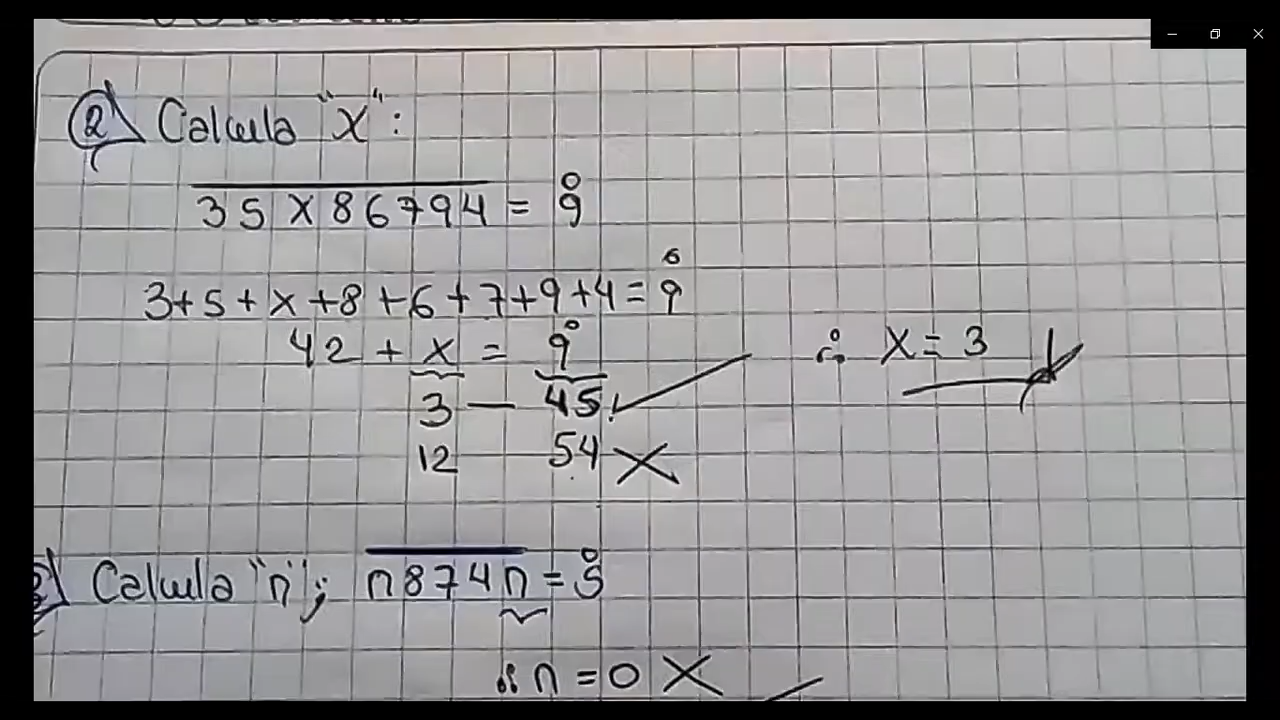 2) Calcula "X":
35X86794 = 9°
3+5+x+8+6+7+9+4=9°
42 + x = 9°
3 — 45
12 54 X
∴ X = 3
Calcula "n"; n874n = 5°
∴ n = 0 X